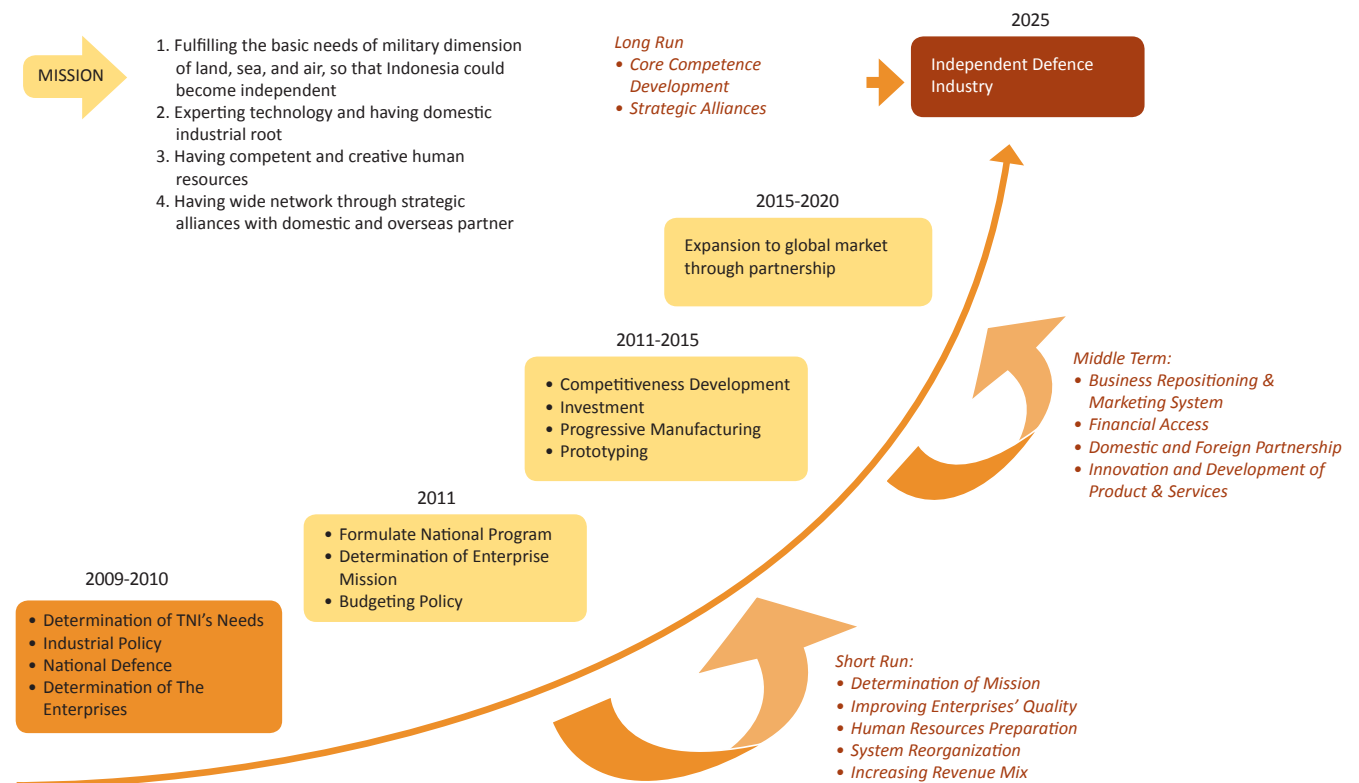 MISSION
1. Fulfilling the basic needs of military dimension
of land, sea, and air, so that Indonesia could
become independent
2. Experting technology and having domestic
industrial root
3. Having competent and creative human
resources
4. Having wide network through strategic
alliances with domestic and overseas partner
Long Run
• Core Competence
Development
• Strategic Alliances
2025
Independent Defence
Industry
2015-2020
Expansion to global market
through partnership
2011-2015
• Competitiveness Development
• Investment
• Progressive Manufacturing
• Prototyping
Middle Term:
• Business Repositioning &
Marketing System
• Financial Access
• Domestic and Foreign Partnership
• Innovation and Development of
Product & Services
2011
• Formulate National Program
• Determination of Enterprise
Mission
• Budgeting Policy
2009-2010
• Determination of TNI's Needs
• Industrial Policy
• National Defence
• Determination of The
Enterprises
Short Run:
• Determination of Mission
• Improving Enterprises' Quality
• Human Resources Preparation
• System Reorganization
• Increasing Revenue Mix